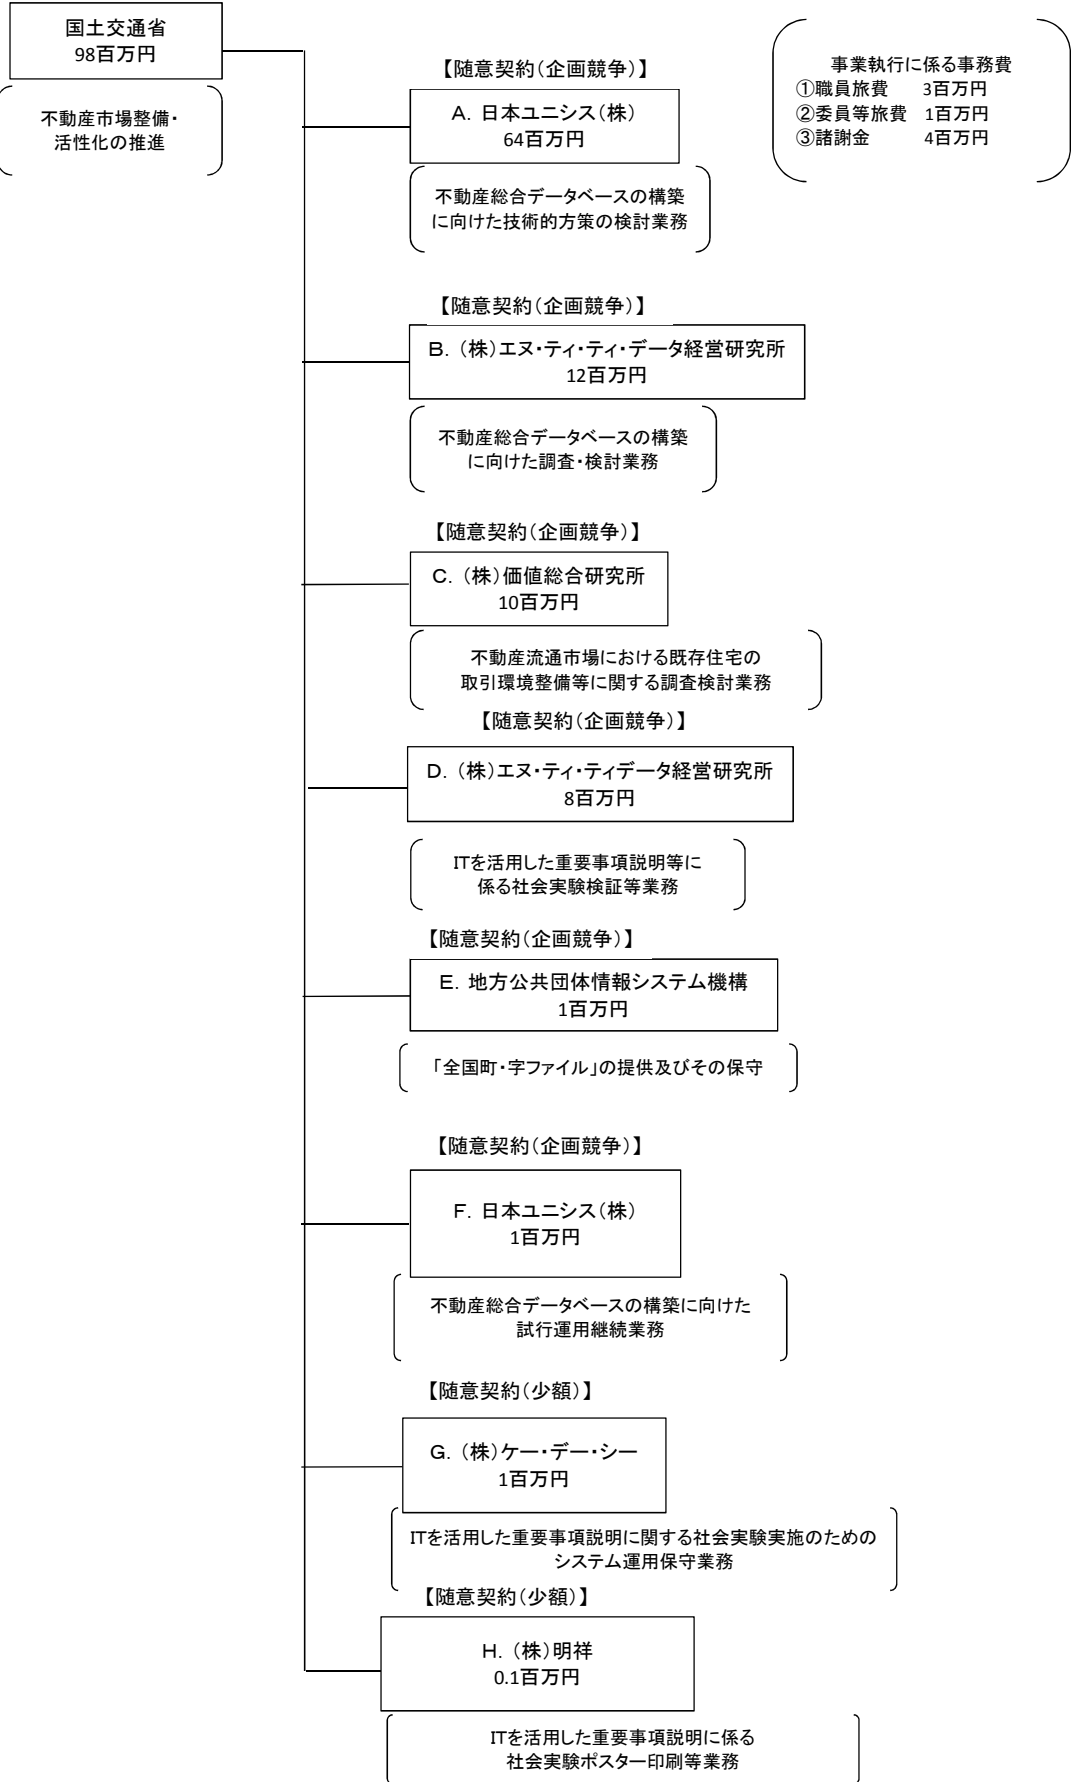 国土交通省
98百万円
不動産市場整備・
活性化の推進
事業執行に係る事務費
①職員旅費 3百万円
②委員等旅費 1百万円
③諸謝金 4百万円
【随意契約(企画競争)】
A. 日本ユニシス(株)
64百万円
不動産総合データベースの構築
に向けた技術的方策の検討業務
【随意契約(企画競争)】
B. (株)エヌ・ティ・ティ・データ経営研究所
12百万円
不動産総合データベースの構築
に向けた調査・検討業務
【随意契約(企画競争)】
C. (株)価値総合研究所
10百万円
不動産流通市場における既存住宅の
取引環境整備等に関する調査検討業務
【随意契約(企画競争)】
D. (株)エヌ・ティ・ティデータ経営研究所
8百万円
ITを活用した重要事項説明等に
係る社会実験検証等業務
【随意契約(企画競争)】
E. 地方公共団体情報システム機構
1百万円
「全国町・字ファイル」の提供及びその保守
【随意契約(企画競争)】
F. 日本ユニシス(株)
1百万円
不動産総合データベースの構築に向けた
試行運用継続業務
【随意契約(少額)】
G. (株)ケー・デー・シー
1百万円
ITを活用した重要事項説明に関する社会実験実施のための
システム運用保守業務
【随意契約(少額)】
H. (株)明祥
0.1百万円
ITを活用した重要事項説明に係る
社会実験ポスター印刷等業務